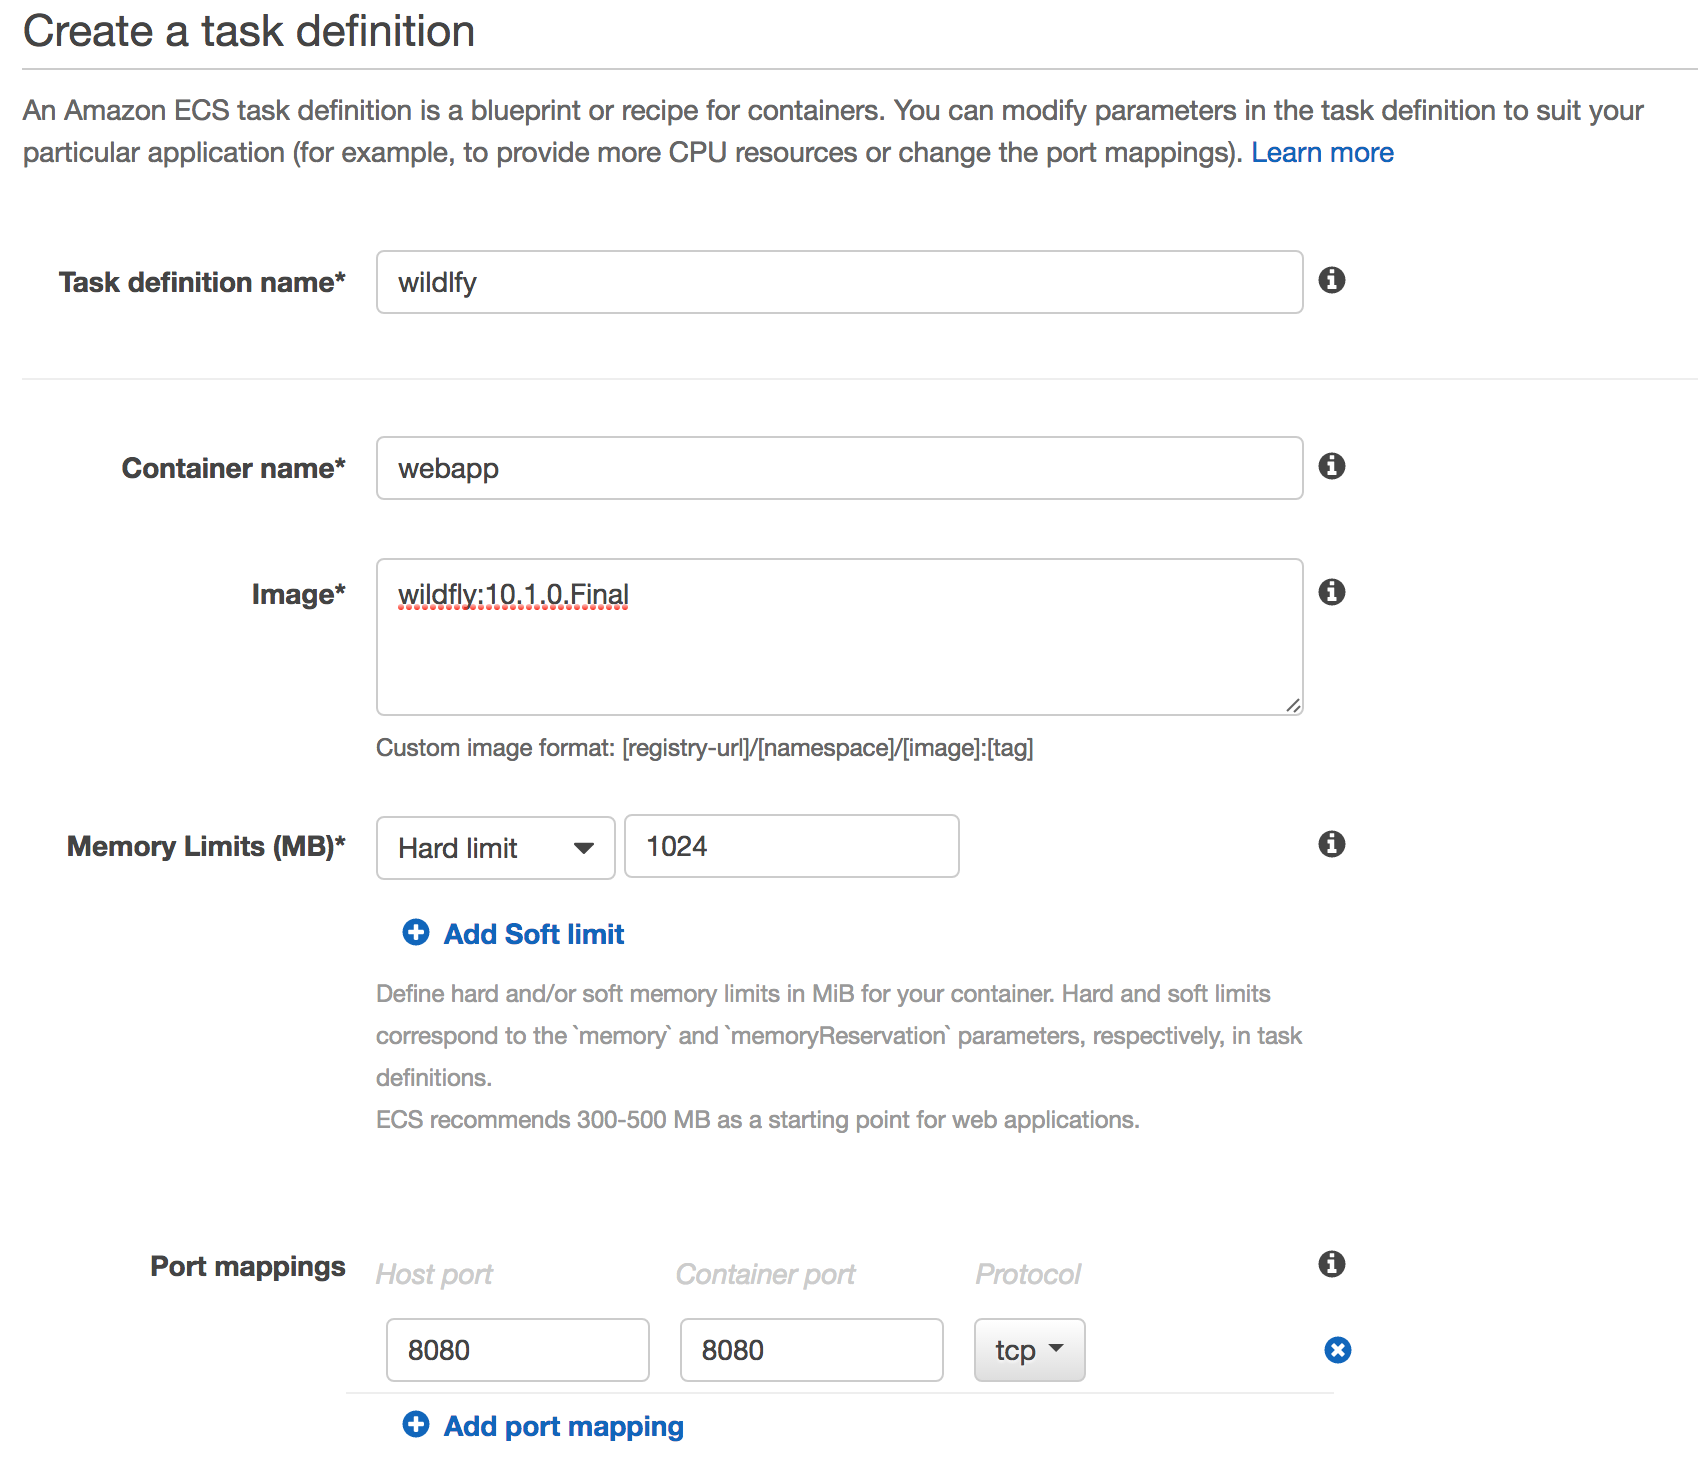 Create a task definition
An Amazon ECS task definition is a blueprint or recipe for containers. You can modify parameters in the task definition to suit your
particular application (for example, to provide more CPU resources or change the port mappings). Learn more
Task definition name* wildlfy
Container name* webapp
Image* wildfly:10.1.0.Final
Custom image format: [registry-url]/[namespace]/[image]:[tag]
Memory Limits (MB)* Hard limit 1024
Add Soft limit
Define hard and/or soft memory limits in MiB for your container. Hard and soft limits
correspond to the `memory` and `memoryReservation` parameters, respectively, in task
definitions.
ECS recommends 300-500 MB as a starting point for web applications.
Port mappings Host port Container port Protocol
8080 8080 tcp
Add port mapping